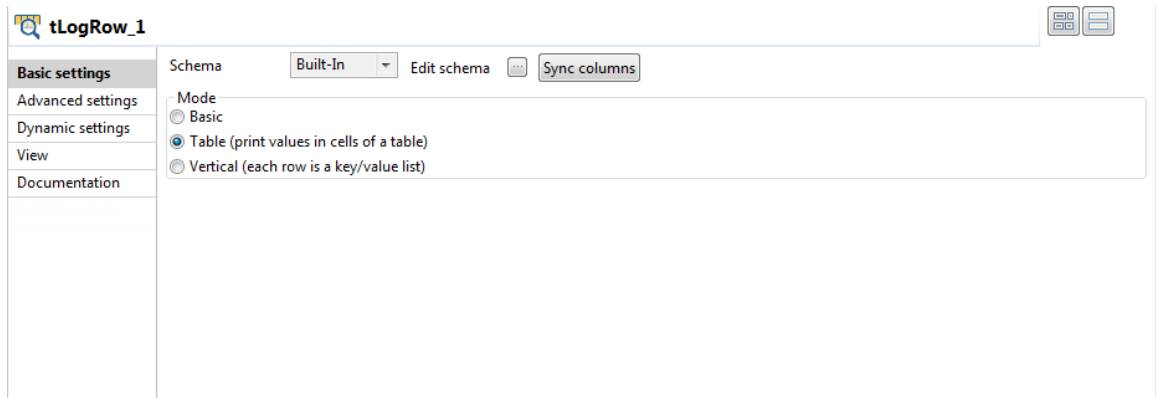 tLogRow_1
Basic settings
Advanced settings
Dynamic settings
View
Documentation
Schema Built-In Edit schema ... Sync columns
Mode
Basic
Table (print values in cells of a table)
Vertical (each row is a key/value list)